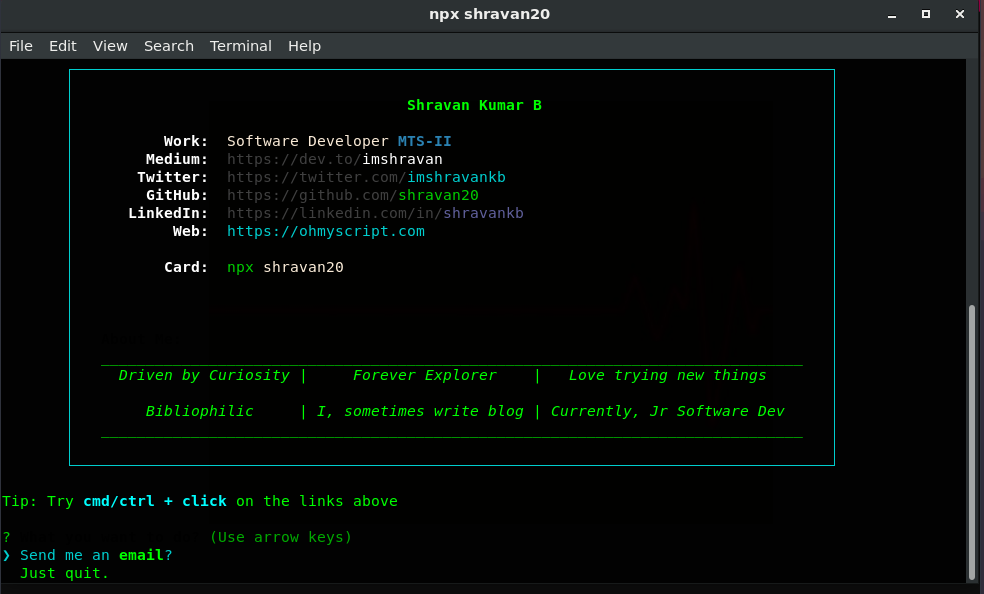 npx shravan20
File Edit View Search Terminal Help
Shravan Kumar B
Work: Software Developer MTS-II
Medium: https://dev.to/imshravan
Twitter: https://twitter.com/imshravankb
GitHub: https://github.com/shravan20
LinkedIn: https://linkedin.com/in/shravankb
Web: https://ohmyscript.com
Card: npx shravan20
Driven by Curiosity | Forever Explorer | Love trying new things
Bibliophilic | I, sometimes write blog | Currently, Jr Software Dev
Tip: Try cmd/ctrl + click on the links above
? (Use arrow keys)
❯ Send me an email?
Just quit.